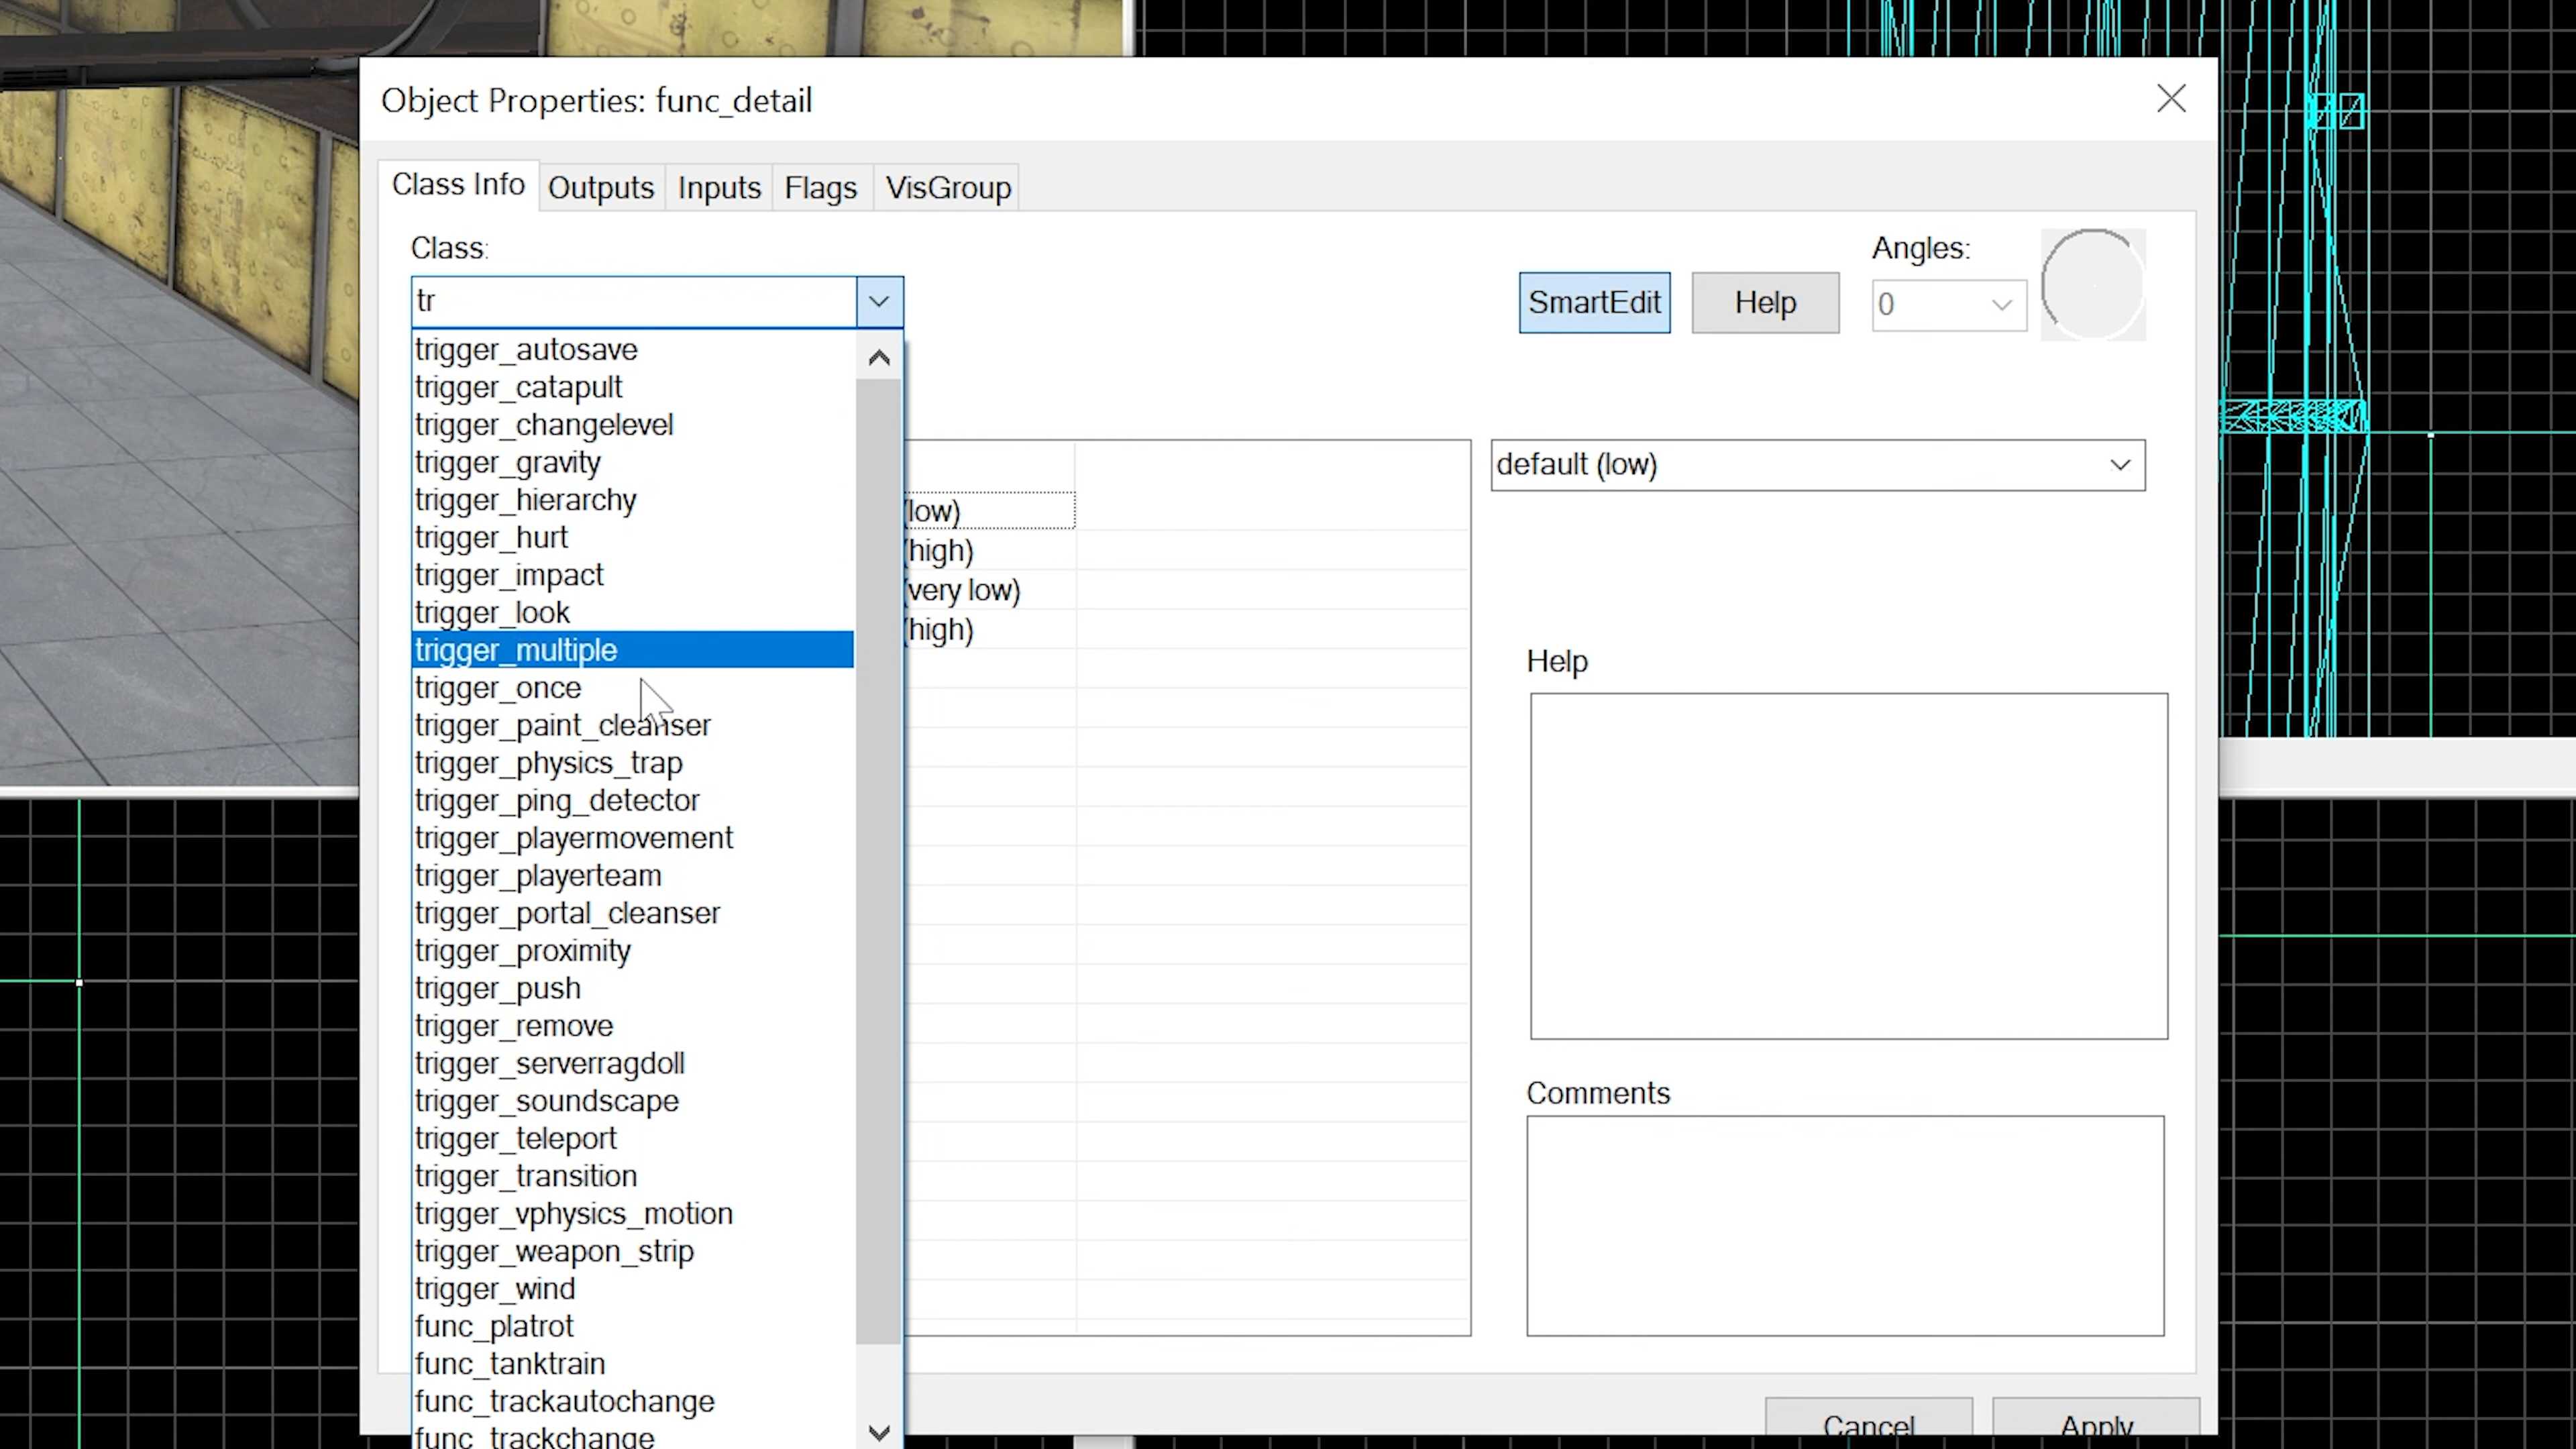 Object Properties: func_detail
Class Info Outputs Inputs Flags VisGroup
Class:
Angles:
tr
SmartEdit Help 0
trigger_autosave
trigger_catapult
trigger_changelevel
trigger_gravity
trigger_hierarchy
trigger_hurt
trigger_impact
trigger_look
trigger_multiple
trigger_once
trigger_paint_cleanser
trigger_physics_trap
trigger_ping_detector
trigger_playermovement
trigger_playerteam
trigger_portal_cleanser
trigger_proximity
trigger_push
trigger_remove
trigger_serverragdoll
trigger_soundscape
trigger_teleport
trigger_transition
trigger_vphysics_motion
trigger_weapon_strip
trigger_wind
func_platrot
func_tanktrain
func_trackautochange
func_trackchange
(low)
(high)
(very low)
(high)
default (low)
Help
Comments
Cancel Apply